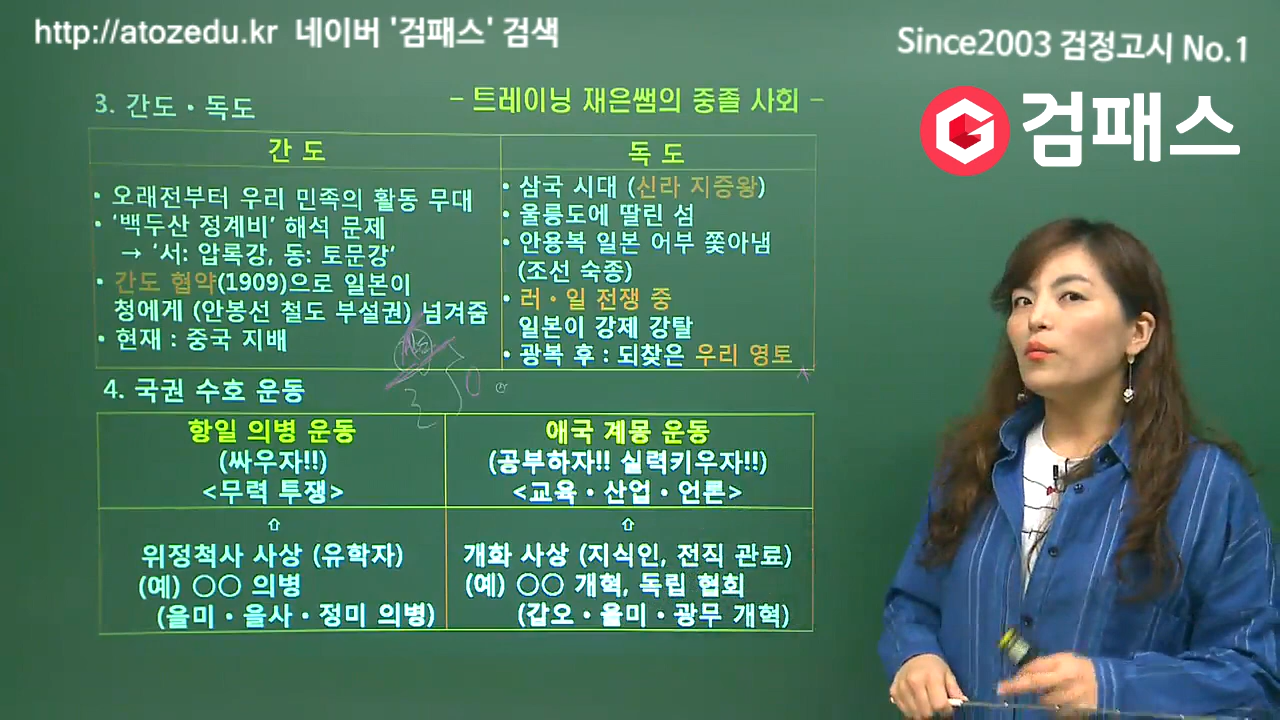 http://atozedu.kr 네이버 '검패스' 검색
Since2003 검정고시 No.1
검패스
3. 간도·독도
- 트레이닝 재은쌤의 중졸 사회 -
간 도
• 오래전부터 우리 민족의 활동 무대
• '백두산 정계비' 해석 문제
→ '서: 압록강, 동: 토문강'
• 간도 협약(1909)으로 일본이
청에게 (안봉선 철도 부설권) 넘겨줌
• 현재 : 중국 지배
독 도
• 삼국 시대 (신라 지증왕)
• 울릉도에 딸린 섬
• 안용복 일본 어부 쫓아냄
(조선 숙종)
• 러·일 전쟁 중
일본이 강제 강탈
• 광복 후 : 되찾은 우리 영토
4. 국권 수호 운동
항일 의병 운동
(싸우자!!)
<무력 투쟁>
⇧
위정척사 사상 (유학자)
(예) ○○ 의병
(을미·을사·정미 의병)
애국 계몽 운동
(공부하자!! 실력키우자!!)
<교육·산업·언론>
⇧
개화 사상 (지식인, 전직 관료)
(예) ○○ 개혁, 독립 협회
(갑오·을미·광무 개혁)